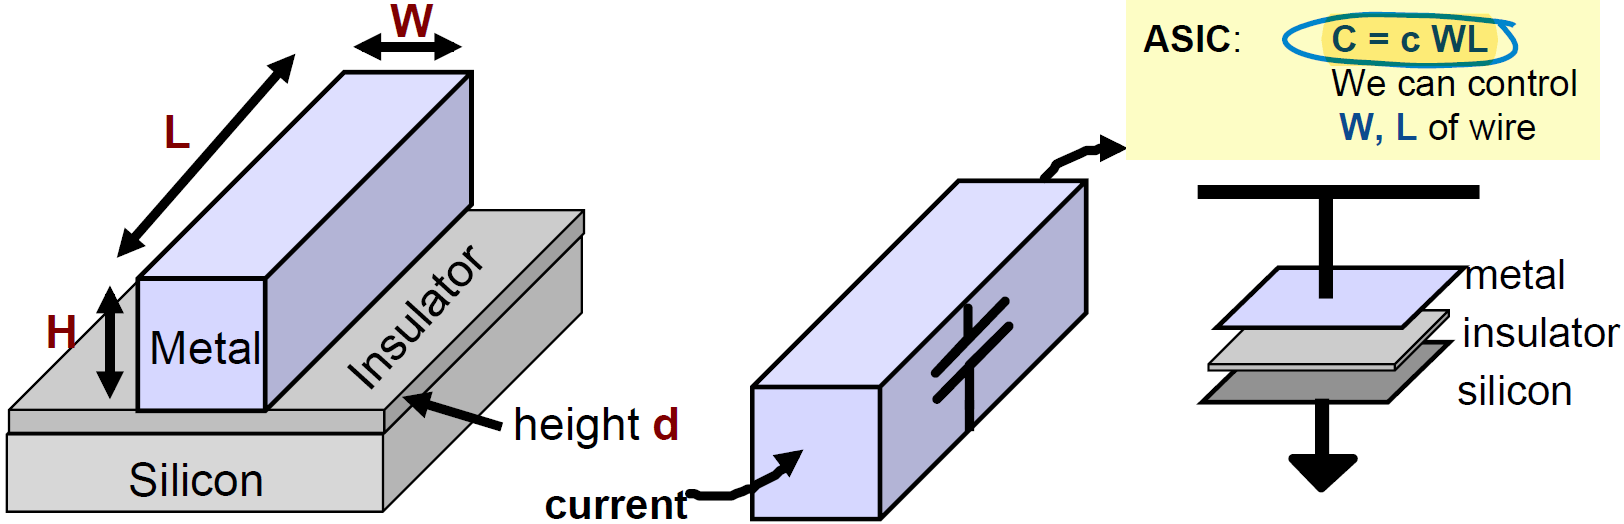 W
L
H
Metal
Insulator
Silicon
height d
current
ASIC: C = c WL
We can control
W, L of wire
metal
insulator
silicon